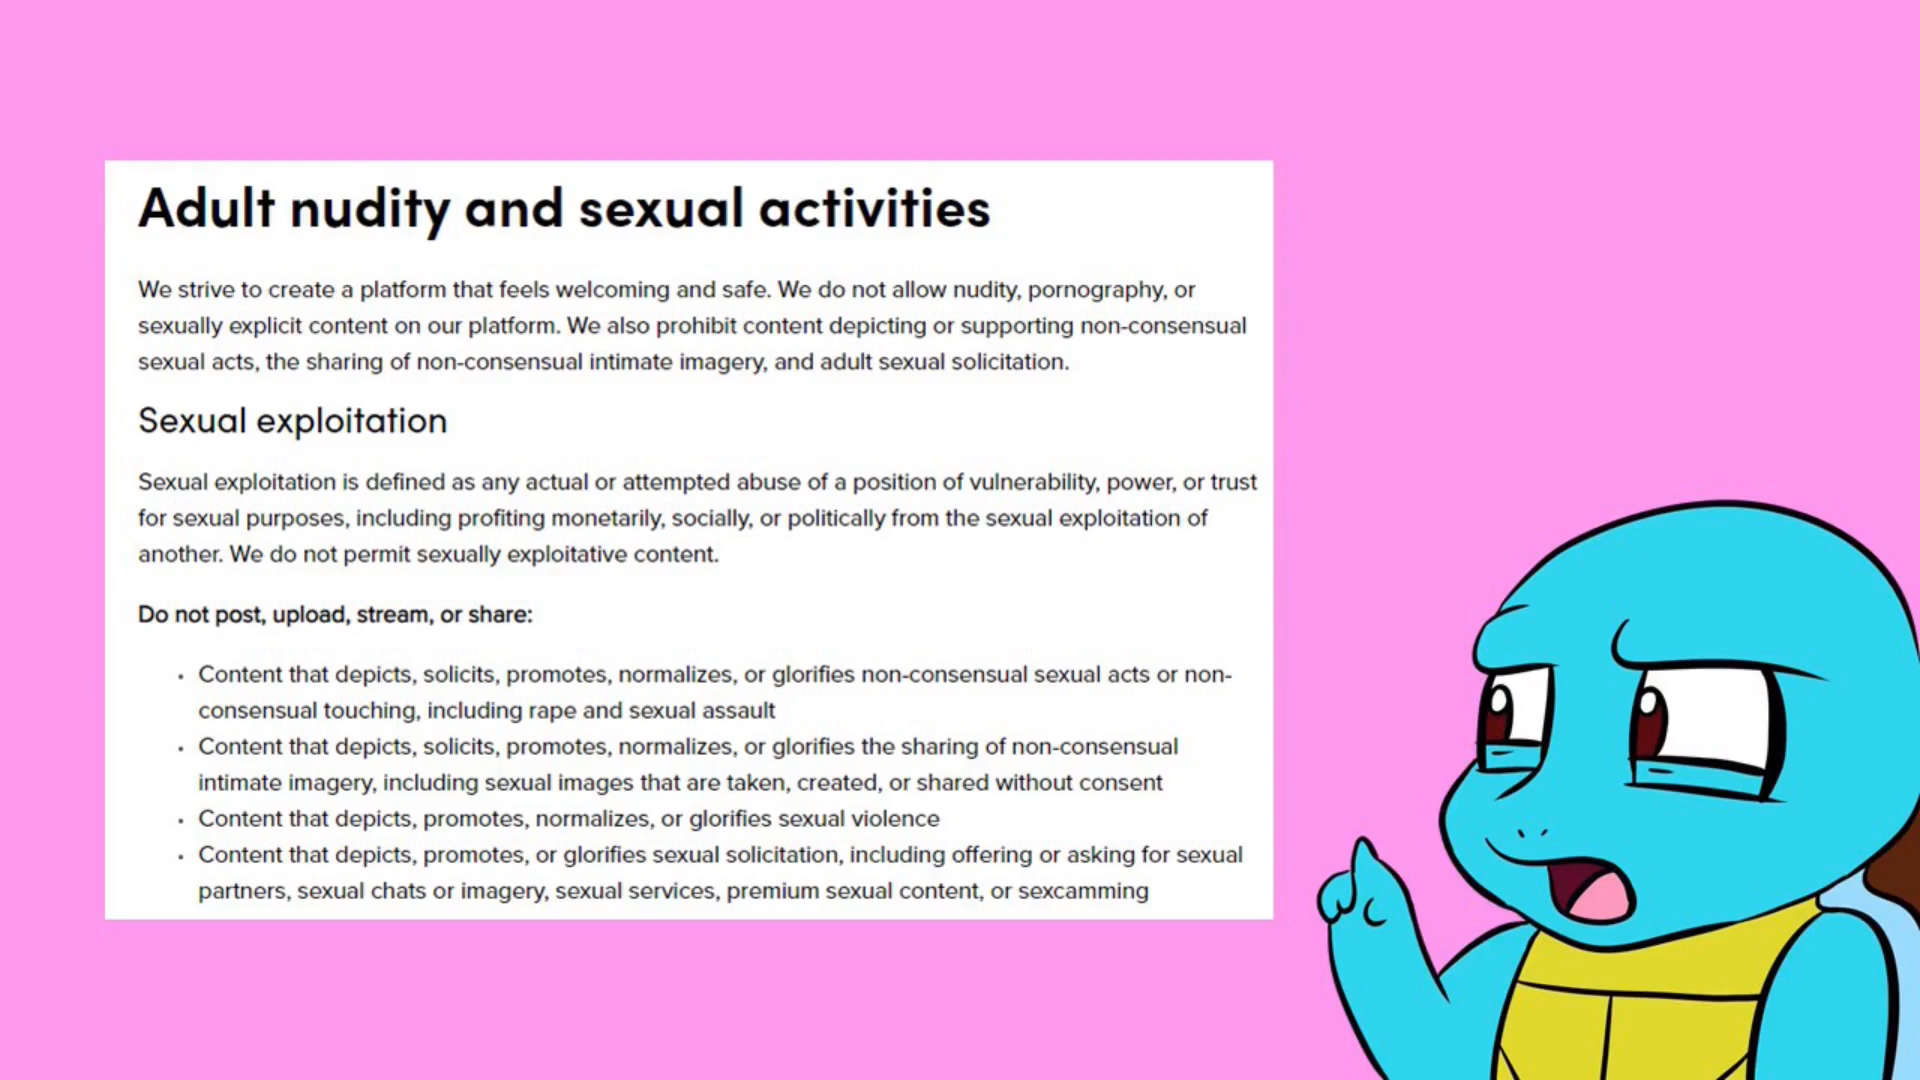 Adult nudity and sexual activities
We strive to create a platform that feels welcoming and safe. We do not allow nudity, pornography, or
sexually explicit content on our platform. We also prohibit content depicting or supporting non-consensual
sexual acts, the sharing of non-consensual intimate imagery, and adult sexual solicitation.
Sexual exploitation
Sexual exploitation is defined as any actual or attempted abuse of a position of vulnerability, power, or trust
for sexual purposes, including profiting monetarily, socially, or politically from the sexual exploitation of
another. We do not permit sexually exploitative content.
Do not post, upload, stream, or share:
• Content that depicts, solicits, promotes, normalizes, or glorifies non-consensual sexual acts or non-
consensual touching, including rape and sexual assault
• Content that depicts, solicits, promotes, normalizes, or glorifies the sharing of non-consensual
intimate imagery, including sexual images that are taken, created, or shared without consent
• Content that depicts, promotes, normalizes, or glorifies sexual violence
• Content that depicts, promotes, or glorifies sexual solicitation, including offering or asking for sexual
partners, sexual chats or imagery, sexual services, premium sexual content, or sexcamming